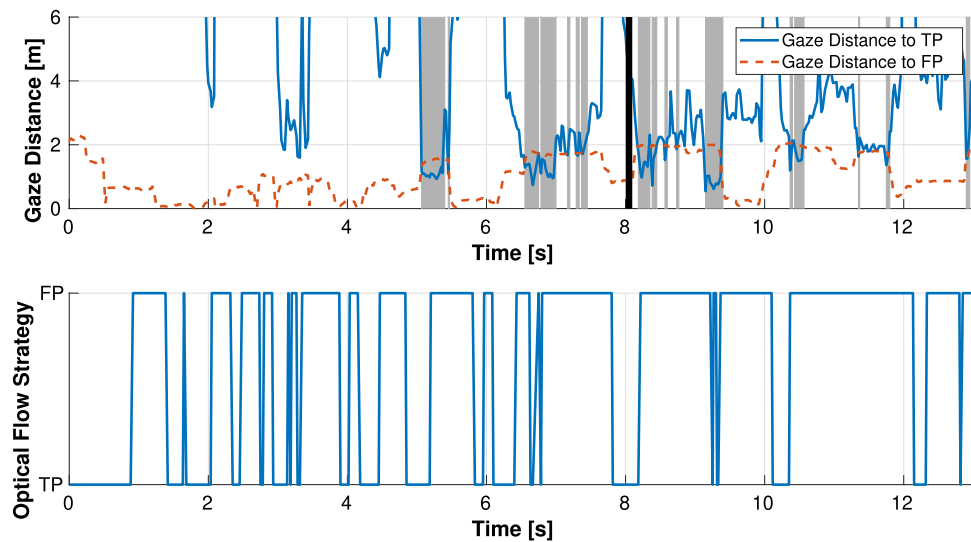 6
4
2
0
Gaze Distance [m]
Gaze Distance to TP
Gaze Distance to FP
0 2 4 6 8 10 12
Time [s]
FP
TP
Optical Flow Strategy
0 2 4 6 8 10 12
Time [s]